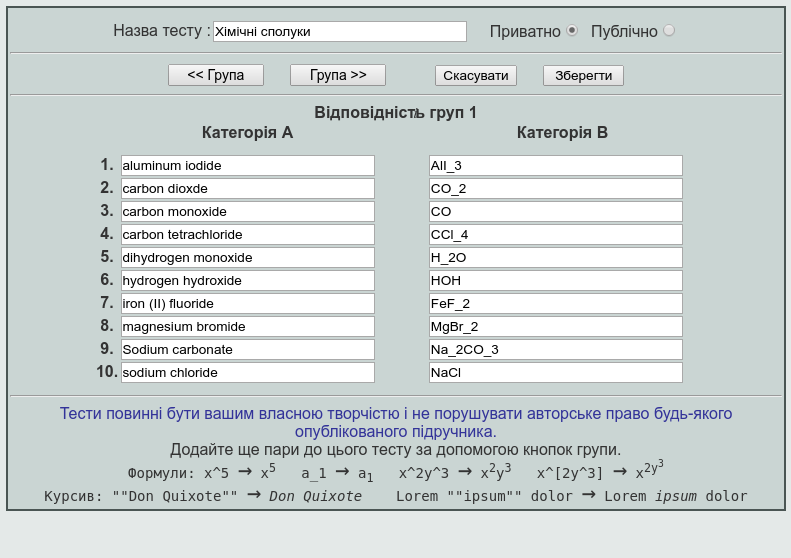 Назва тесту : Хімічні сполуки Приватно Публічно
<< Група Група >> Скасувати Зберегти
Відповідність груп 1
Категорія A Категорія B
1. aluminum iodide AlI_3
2. carbon dioxde CO_2
3. carbon monoxide CO
4. carbon tetrachloride CCl_4
5. dihydrogen monoxide H_2O
6. hydrogen hydroxide HOH
7. iron (II) fluoride FeF_2
8. magnesium bromide MgBr_2
9. Sodium carbonate Na_2CO_3
10. sodium chloride NaCl
Тести повинні бути вашим власною творчістю і не порушувати авторське право будь-якого
опублікованого підручника.
Додайте ще пари до цього тесту за допомогою кнопок групи.
Формули: x^5 → x⁵ a_1 → a₁ x^2y^3 → x²y³ x^[2y^3] → x^2y^3
Курсив: ""Don Quixote"" → Don Quixote Lorem ""ipsum"" dolor → Lorem ipsum dolor